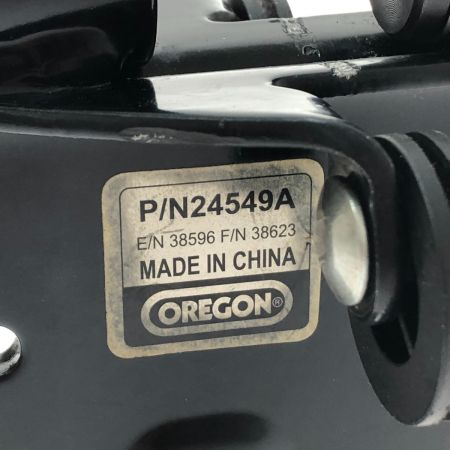 P/N24549A
E/N 38596 F/N 38623
MADE IN CHINA
OREGON®